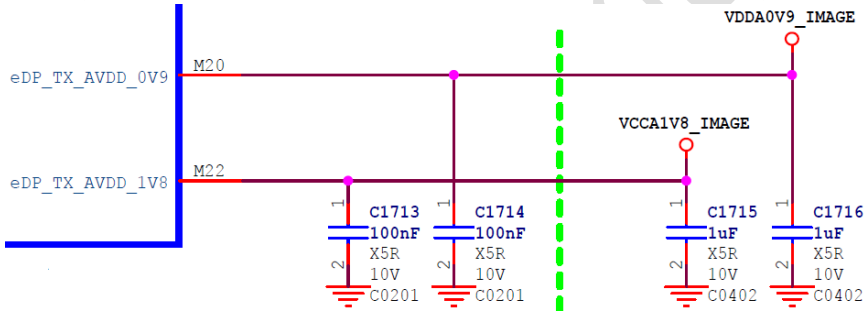 VDDA0V9_IMAGE
eDP_TX_AVDD_0V9
M20
VCCA1V8_IMAGE
eDP_TX_AVDD_1V8
M22
1
C1713
100nF
X5R
10V
2
C0201
1
C1714
100nF
X5R
10V
2
C0201
1
C1715
1uF
X5R
10V
2
C0402
1
C1716
1uF
X5R
10V
2
C0402